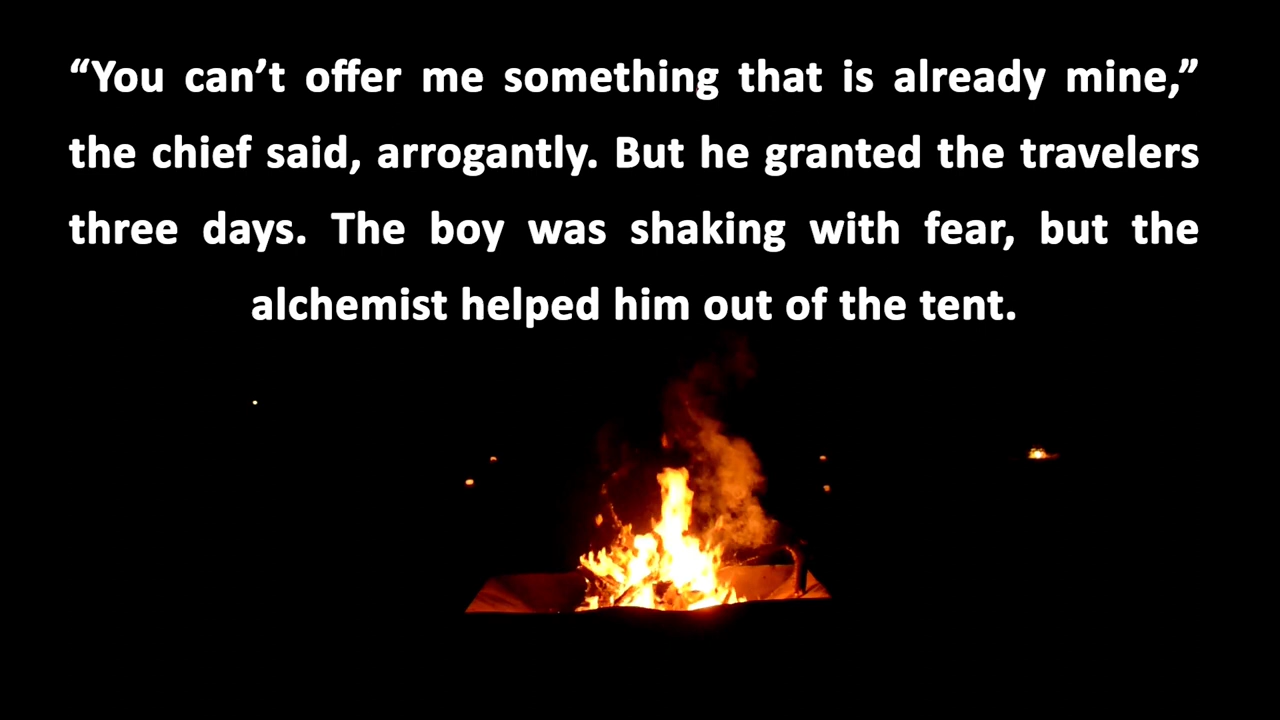 “You can’t offer me something that is already mine,”
the chief said, arrogantly. But he granted the travelers
three days. The boy was shaking with fear, but the
alchemist helped him out of the tent.